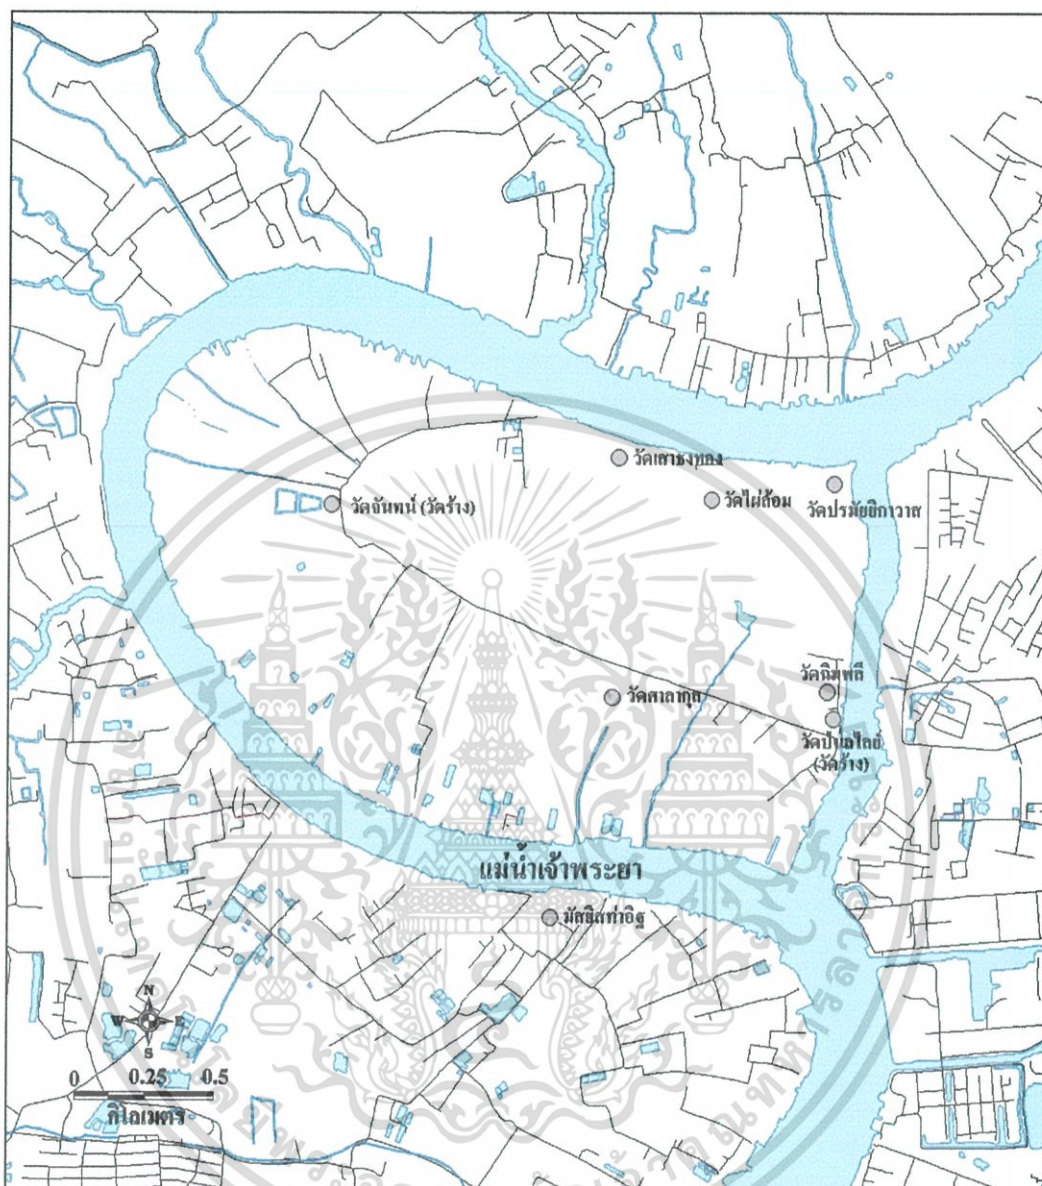 วัดเสาธงทอง
วัดจันทน์ (วัดร้าง)
วัดไผ่ล้อม
วัดปรมัยยิกาวาส
วัดฉิมพลี
วัดศาลากุล
วัดป่าเลไลย์
(วัดร้าง)
แม่น้ำเจ้าพระยา
มัสยิดท่าอิฐ
N
W E
S
0 0.25 0.5
กิโลเมตร